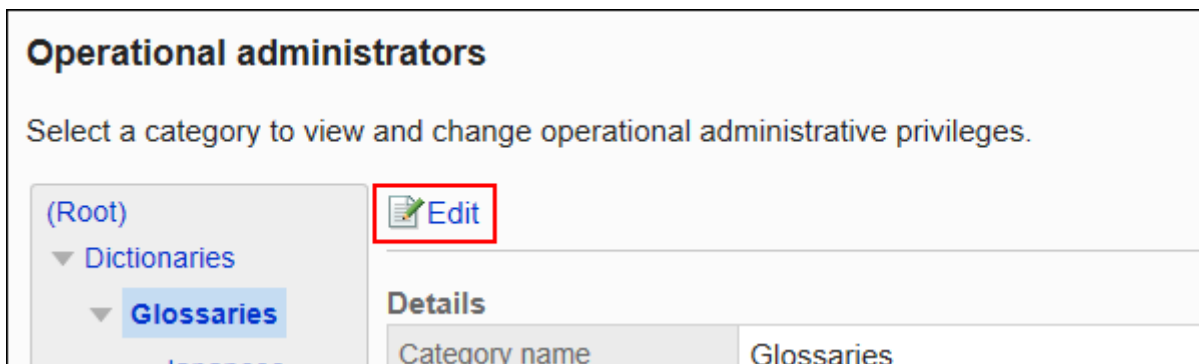 Operational administrators
Select a category to view and change operational administrative privileges.
(Root)
Edit
Dictionaries
Glossaries
Details
Category name
Glossaries